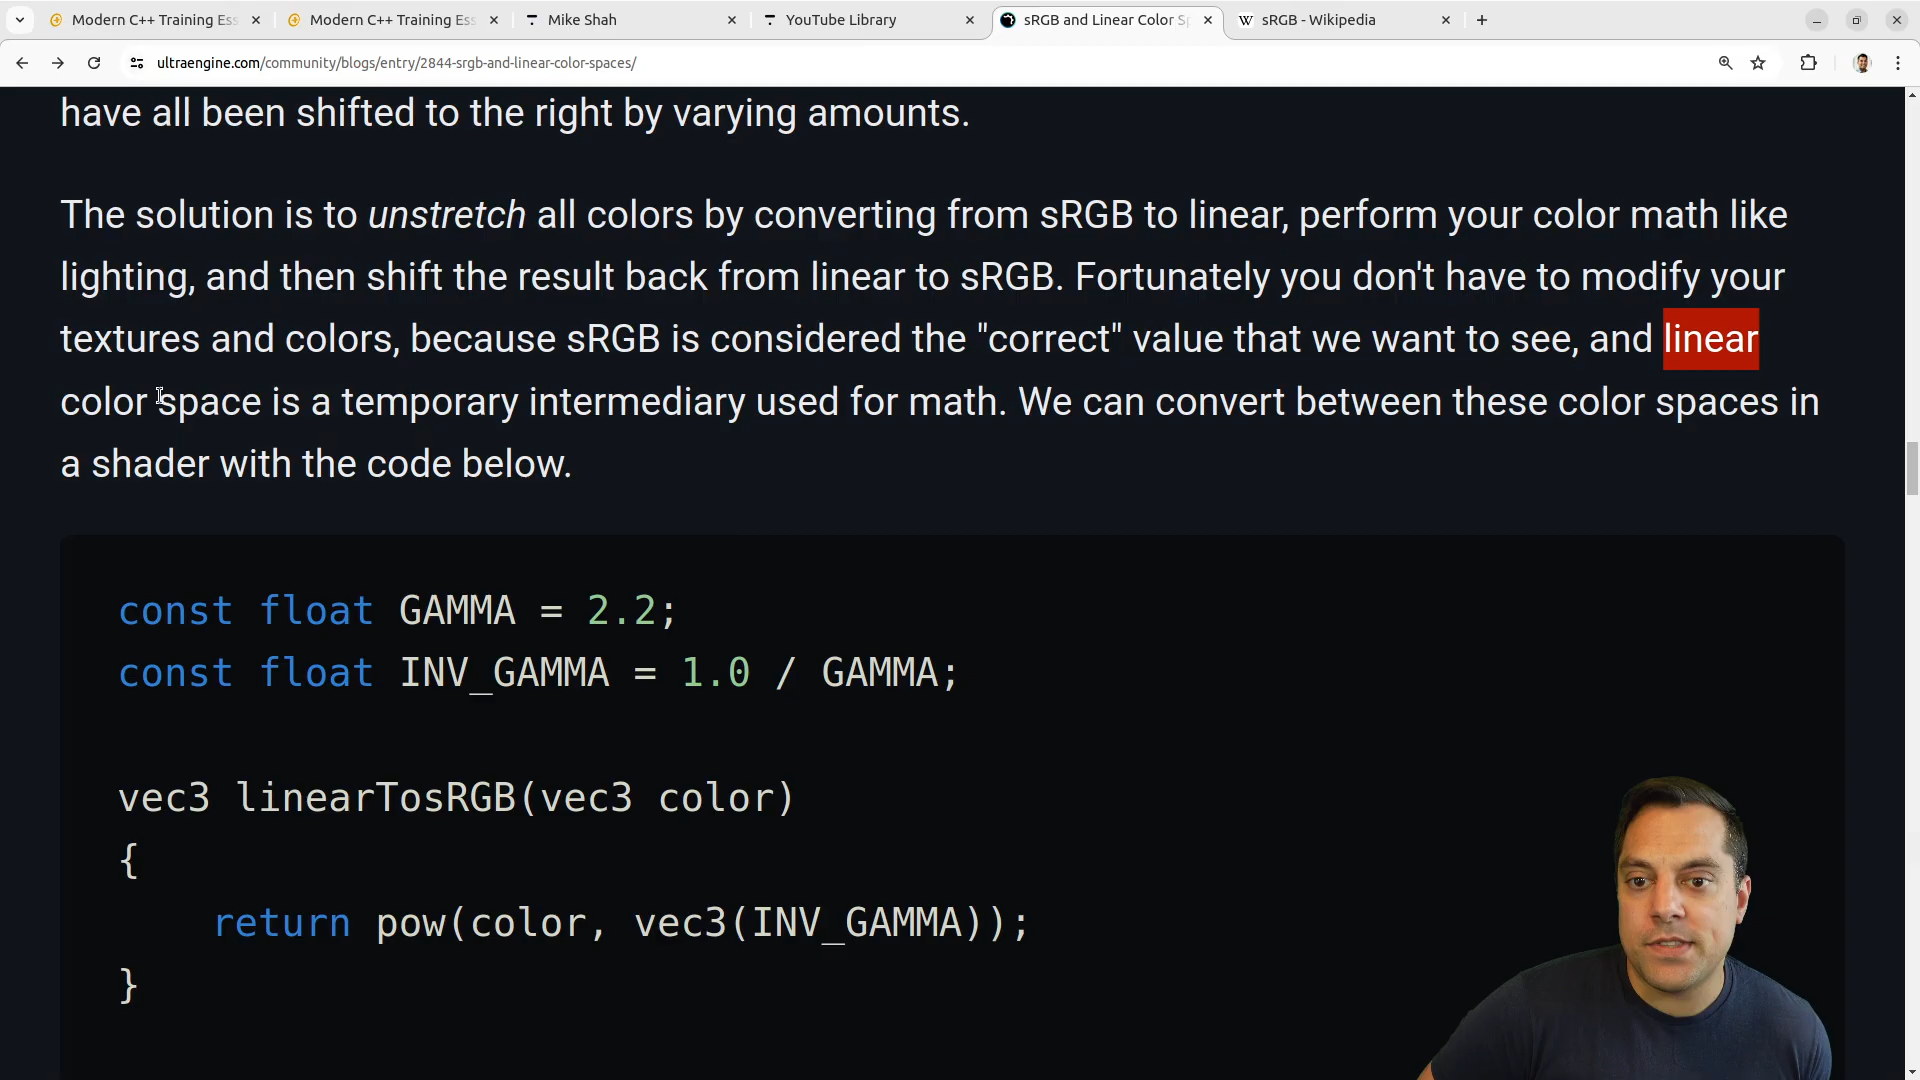 Modern C++ Training Ess
Modern C++ Training Ess
Mike Shah
YouTube Library
sRGB and Linear Color Sp
W sRGB - Wikipedia
ultraengine.com/community/blogs/entry/2844-srgb-and-linear-color-spaces/
have all been shifted to the right by varying amounts.
The solution is to unstretch all colors by converting from sRGB to linear, perform your color math like
lighting, and then shift the result back from linear to sRGB. Fortunately you don't have to modify your
textures and colors, because sRGB is considered the "correct" value that we want to see, and linear
color space is a temporary intermediary used for math. We can convert between these color spaces in
a shader with the code below.
const float GAMMA = 2.2;
const float INV_GAMMA = 1.0 / GAMMA;
vec3 linearTosRGB(vec3 color)
{
return pow(color, vec3(INV_GAMMA));
}